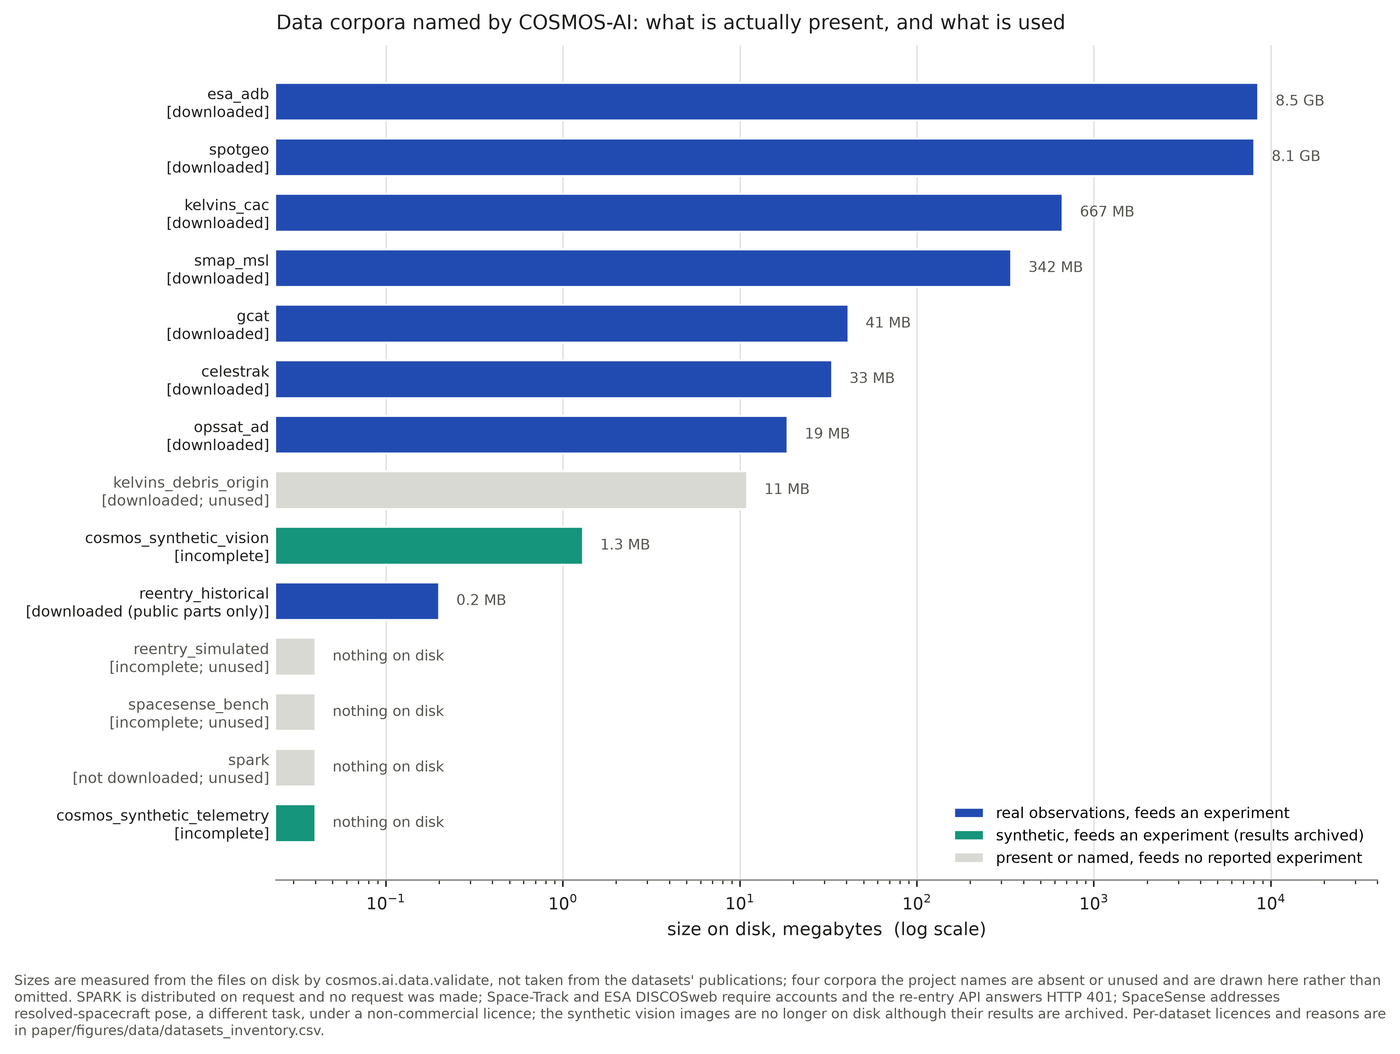 Data corpora named by COSMOS-AI: what is actually present, and what is used
esa_adb
[downloaded]
8.5 GB
spotgeo
[downloaded]
8.1 GB
kelvins_cac
[downloaded]
667 MB
smap_msl
[downloaded]
342 MB
gcat
[downloaded]
41 MB
celestrak
[downloaded]
33 MB
opssat_ad
[downloaded]
19 MB
kelvins_debris_origin
[downloaded; unused]
11 MB
cosmos_synthetic_vision
[incomplete]
1.3 MB
reentry_historical
[downloaded (public parts only)]
0.2 MB
reentry_simulated
[incomplete; unused]
nothing on disk
spacesense_bench
[incomplete; unused]
nothing on disk
spark
[not downloaded; unused]
nothing on disk
cosmos_synthetic_telemetry
[incomplete]
nothing on disk
real observations, feeds an experiment
synthetic, feeds an experiment (results archived)
present or named, feeds no reported experiment
10⁻¹ 10⁰ 10¹ 10² 10³ 10⁴
size on disk, megabytes (log scale)
Sizes are measured from the files on disk by cosmos.ai.data.validate, not taken from the datasets' publications; four corpora the project names are absent or unused and are drawn here rather than
omitted. SPARK is distributed on request and no request was made; Space-Track and ESA DISCOSweb require accounts and the re-entry API answers HTTP 401; SpaceSense addresses
resolved-spacecraft pose, a different task, under a non-commercial licence; the synthetic vision images are no longer on disk although their results are archived. Per-dataset licences and reasons are
in paper/figures/data/datasets_inventory.csv.